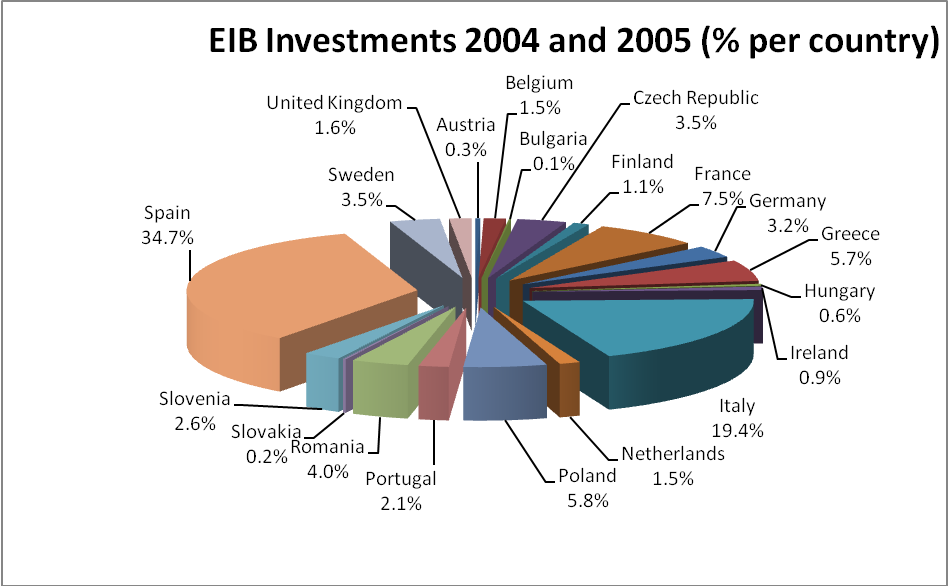 EIB Investments 2004 and 2005 (% per country)
Austria
0.3%
Belgium
1.5%
Bulgaria
0.1%
Czech Republic
3.5%
Finland
1.1%
France
7.5%
Germany
3.2%
Greece
5.7%
Hungary
0.6%
Ireland
0.9%
Italy
19.4%
Netherlands
1.5%
Poland
5.8%
Portugal
2.1%
Romania
4.0%
Slovakia
0.2%
Slovenia
2.6%
Spain
34.7%
Sweden
3.5%
United Kingdom
1.6%